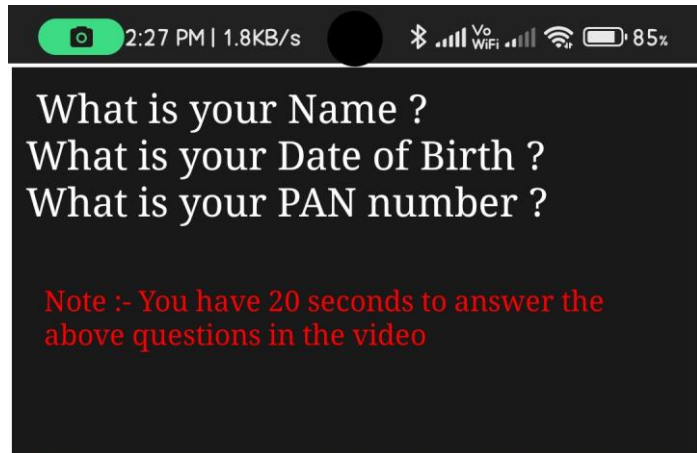 2:27 PM | 1.8KB/s Vo WiFi 85%
What is your Name ?
What is your Date of Birth ?
What is your PAN number ?
Note :- You have 20 seconds to answer the
above questions in the video